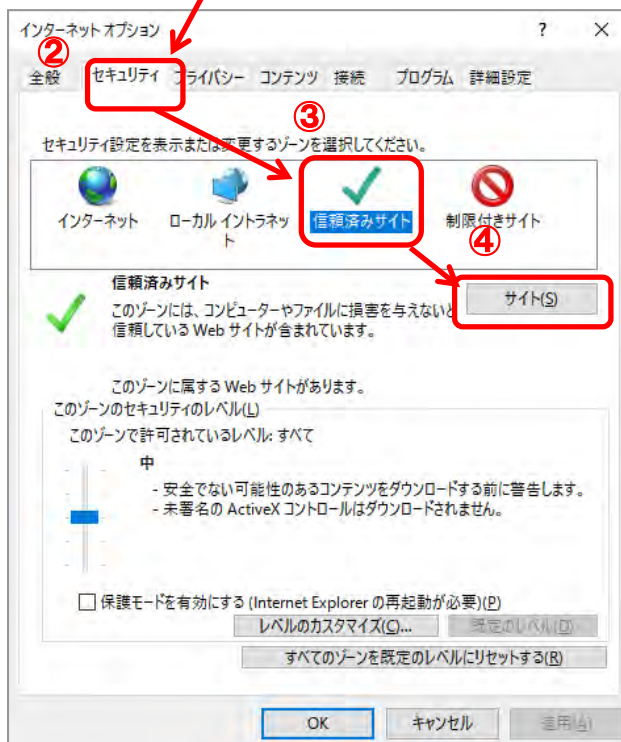 インターネット オプション ? ×
②
全般 セキュリティ プライバシー コンテンツ 接続 プログラム 詳細設定
③
セキュリティ設定を表示または変更するゾーンを選択してください。
インターネット ローカル イントラネット 信頼済みサイト 制限付きサイト
④
信頼済みサイト
サイト(S)
このゾーンには、コンピューターやファイルに損害を与えないと
信頼している Web サイトが含まれています。
このゾーンに属する Web サイトがあります。
このゾーンのセキュリティのレベル(L)
このゾーンで許可されているレベル: すべて
中
- 安全でない可能性のあるコンテンツをダウンロードする前に警告します。
- 未署名の ActiveX コントロールはダウンロードされません。
保護モードを有効にする (Internet Explorer の再起動が必要)(P)
レベルのカスタマイズ(C)... 既定のレベル(D)
すべてのゾーンを既定のレベルにリセットする(R)
OK キャンセル 適用(A)